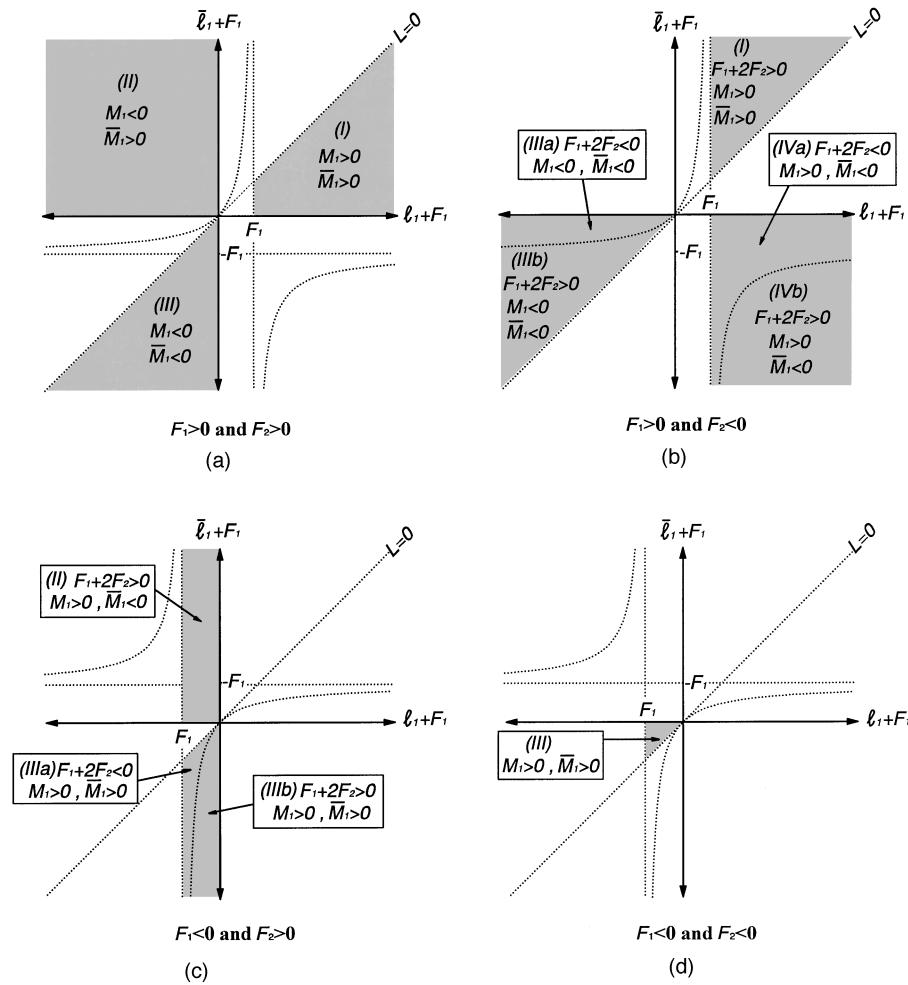 ℓ̄₁+F₁
L=0
(II)
M₁<0
M̄₁>0
(I)
M₁>0
M̄₁>0
F₁
ℓ₁+F₁
-F₁
(III)
M₁<0
M̄₁<0
F₁>0 and F₂>0
(a)
ℓ̄₁+F₁
L=0
(I)
F₁+2F₂>0
M₁>0
M̄₁>0
(IIIa) F₁+2F₂<0
M₁<0 , M̄₁<0
(IVa) F₁+2F₂<0
M₁>0 , M̄₁<0
F₁
ℓ₁+F₁
-F₁
(IIIb)
F₁+2F₂>0
M₁<0
M̄₁<0
(IVb)
F₁+2F₂>0
M₁>0
M̄₁<0
F₁>0 and F₂<0
(b)
ℓ̄₁+F₁
L=0
(II) F₁+2F₂>0
M₁>0 , M̄₁<0
-F₁
F₁
ℓ₁+F₁
(IIIa) F₁+2F₂<0
M₁>0 , M̄₁>0
(IIIb) F₁+2F₂>0
M₁>0 , M̄₁>0
F₁<0 and F₂>0
(c)
ℓ̄₁+F₁
L=0
-F₁
F₁
ℓ₁+F₁
(III)
M₁>0 , M̄₁>0
F₁<0 and F₂<0
(d)